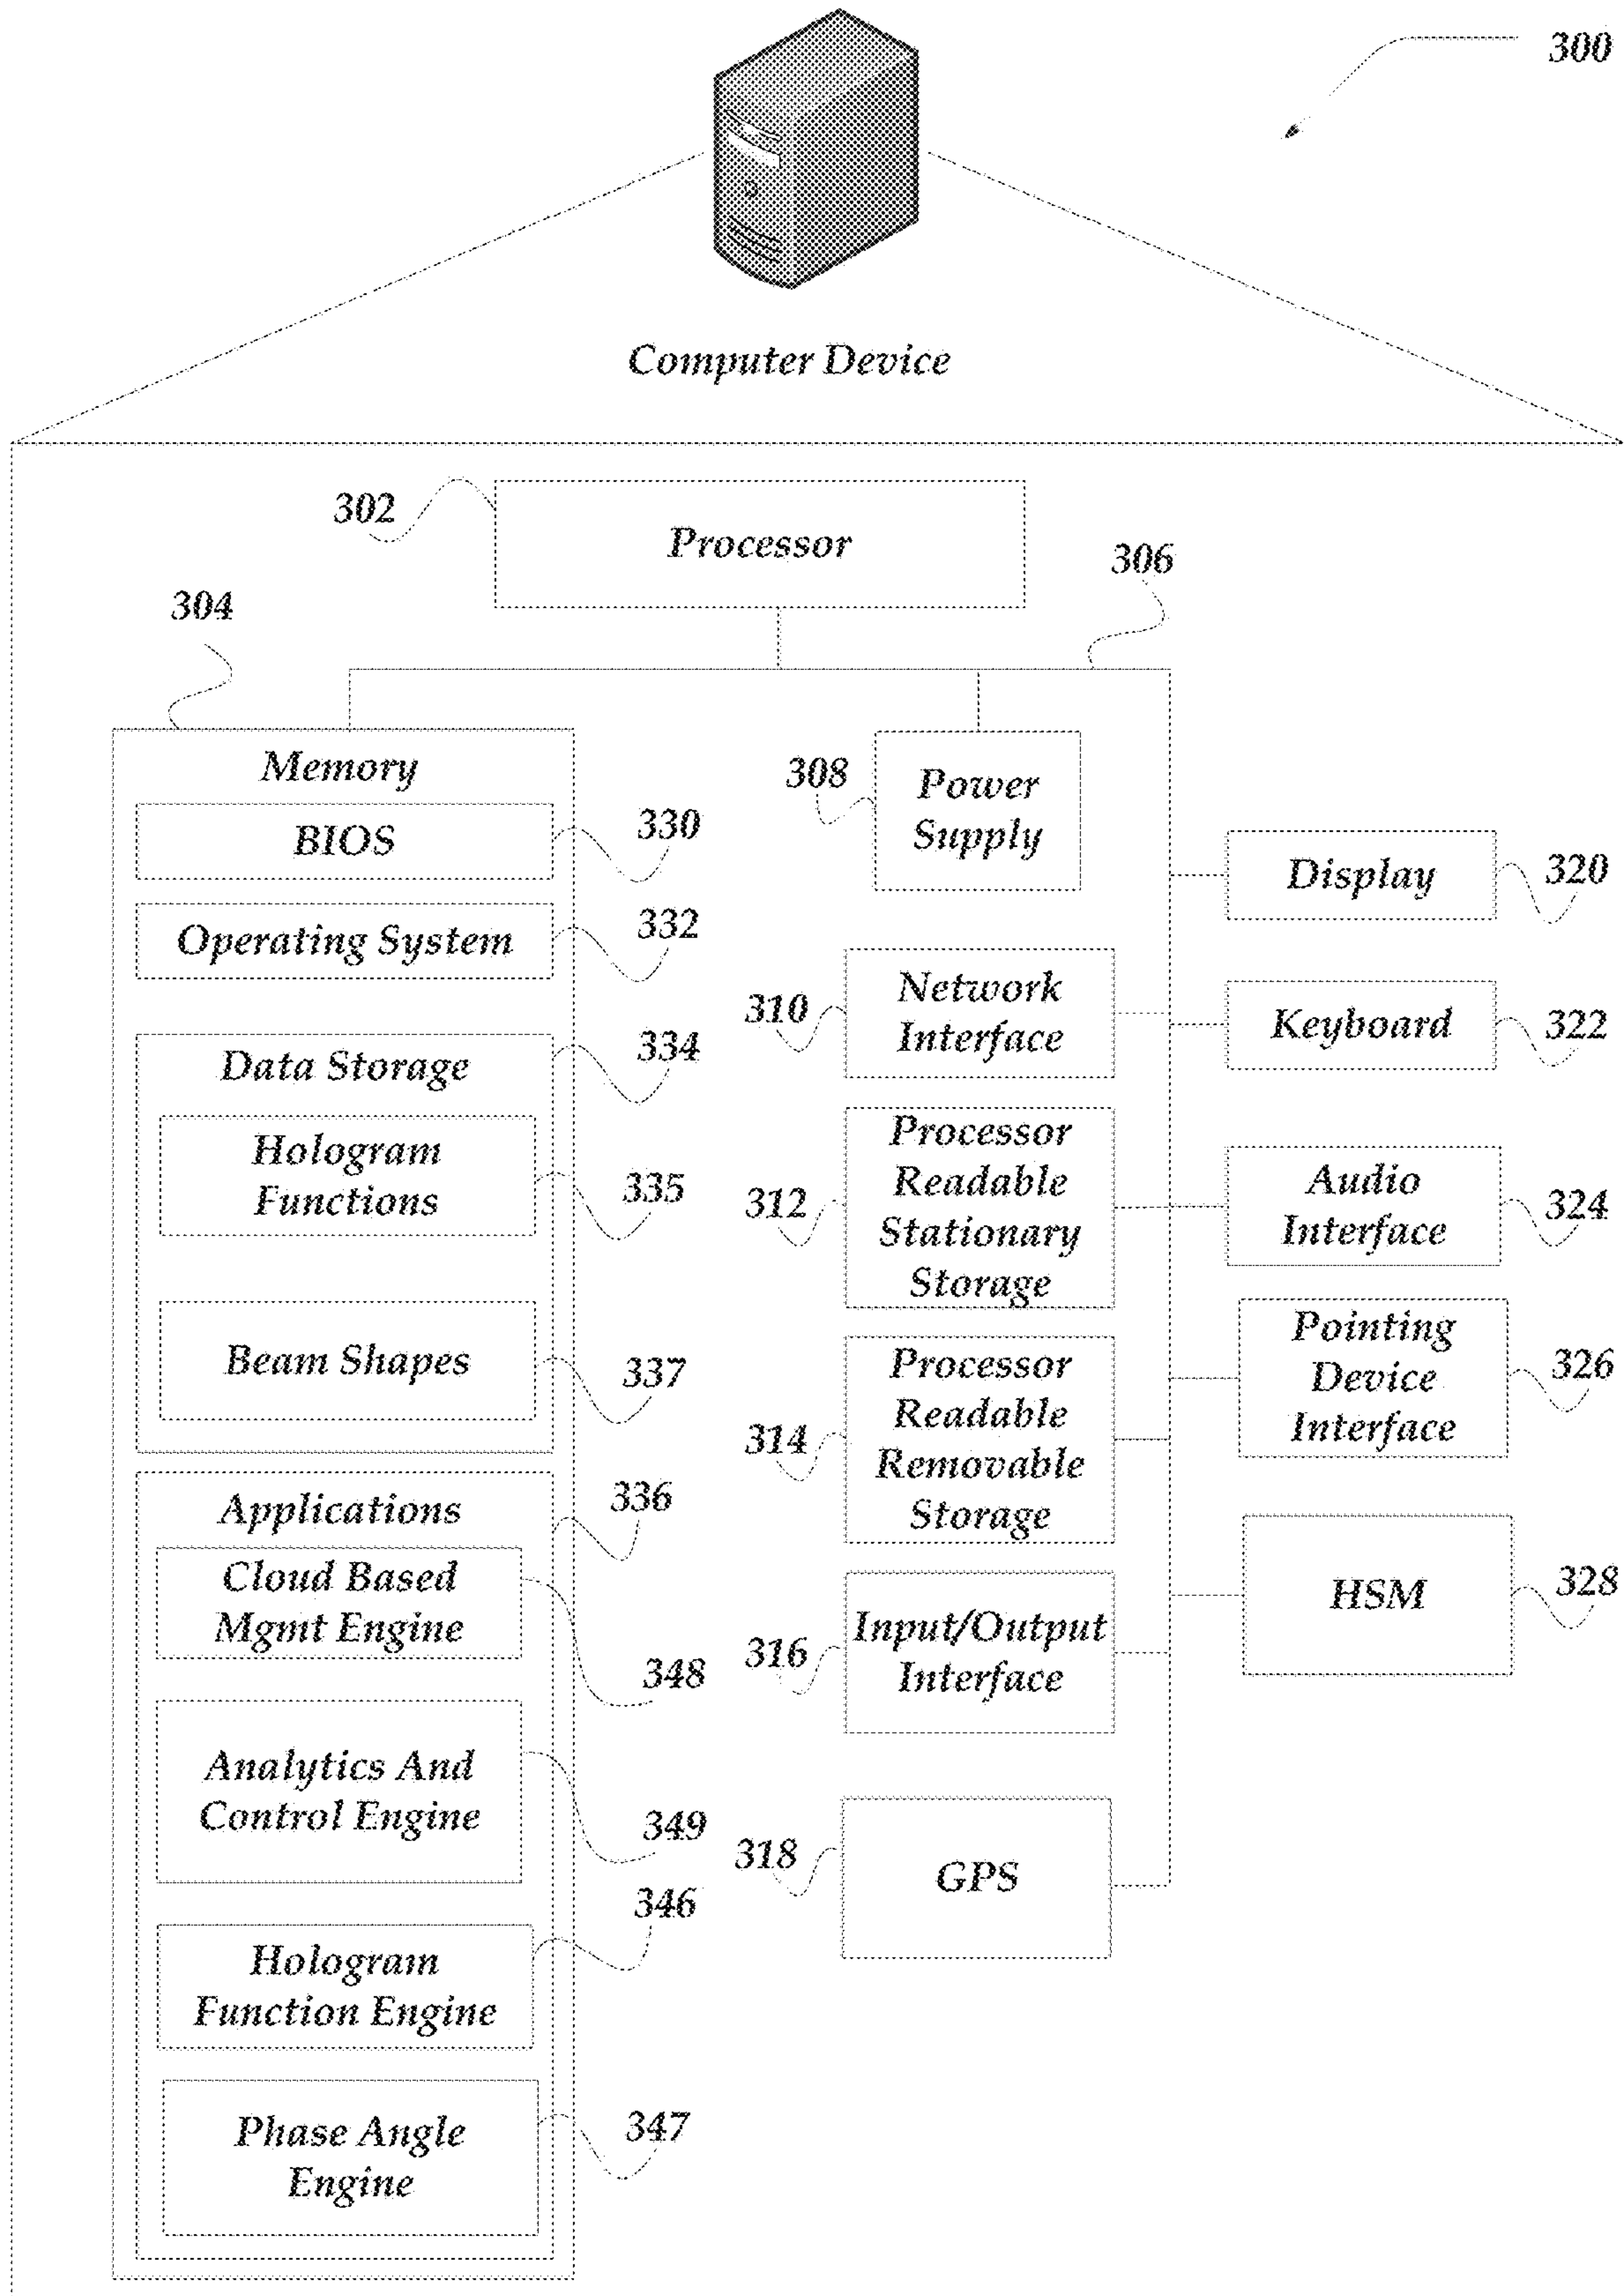 300
Computer Device
302
Processor
306
304
Memory
BIOS
330
Operating System
332
Data Storage
334
Hologram
Functions
335
Beam Shapes
337
Applications
336
Cloud Based
Mgmt Engine
348
Analytics And
Control Engine
349
Hologram
Function Engine
346
Phase Angle
Engine
347
308
Power
Supply
310
Network
Interface
312
Processor
Readable
Stationary
Storage
314
Processor
Readable
Removable
Storage
316
Input/Output
Interface
318
GPS
Display
320
Keyboard
322
Audio
Interface
324
Pointing
Device
Interface
326
HSM
328